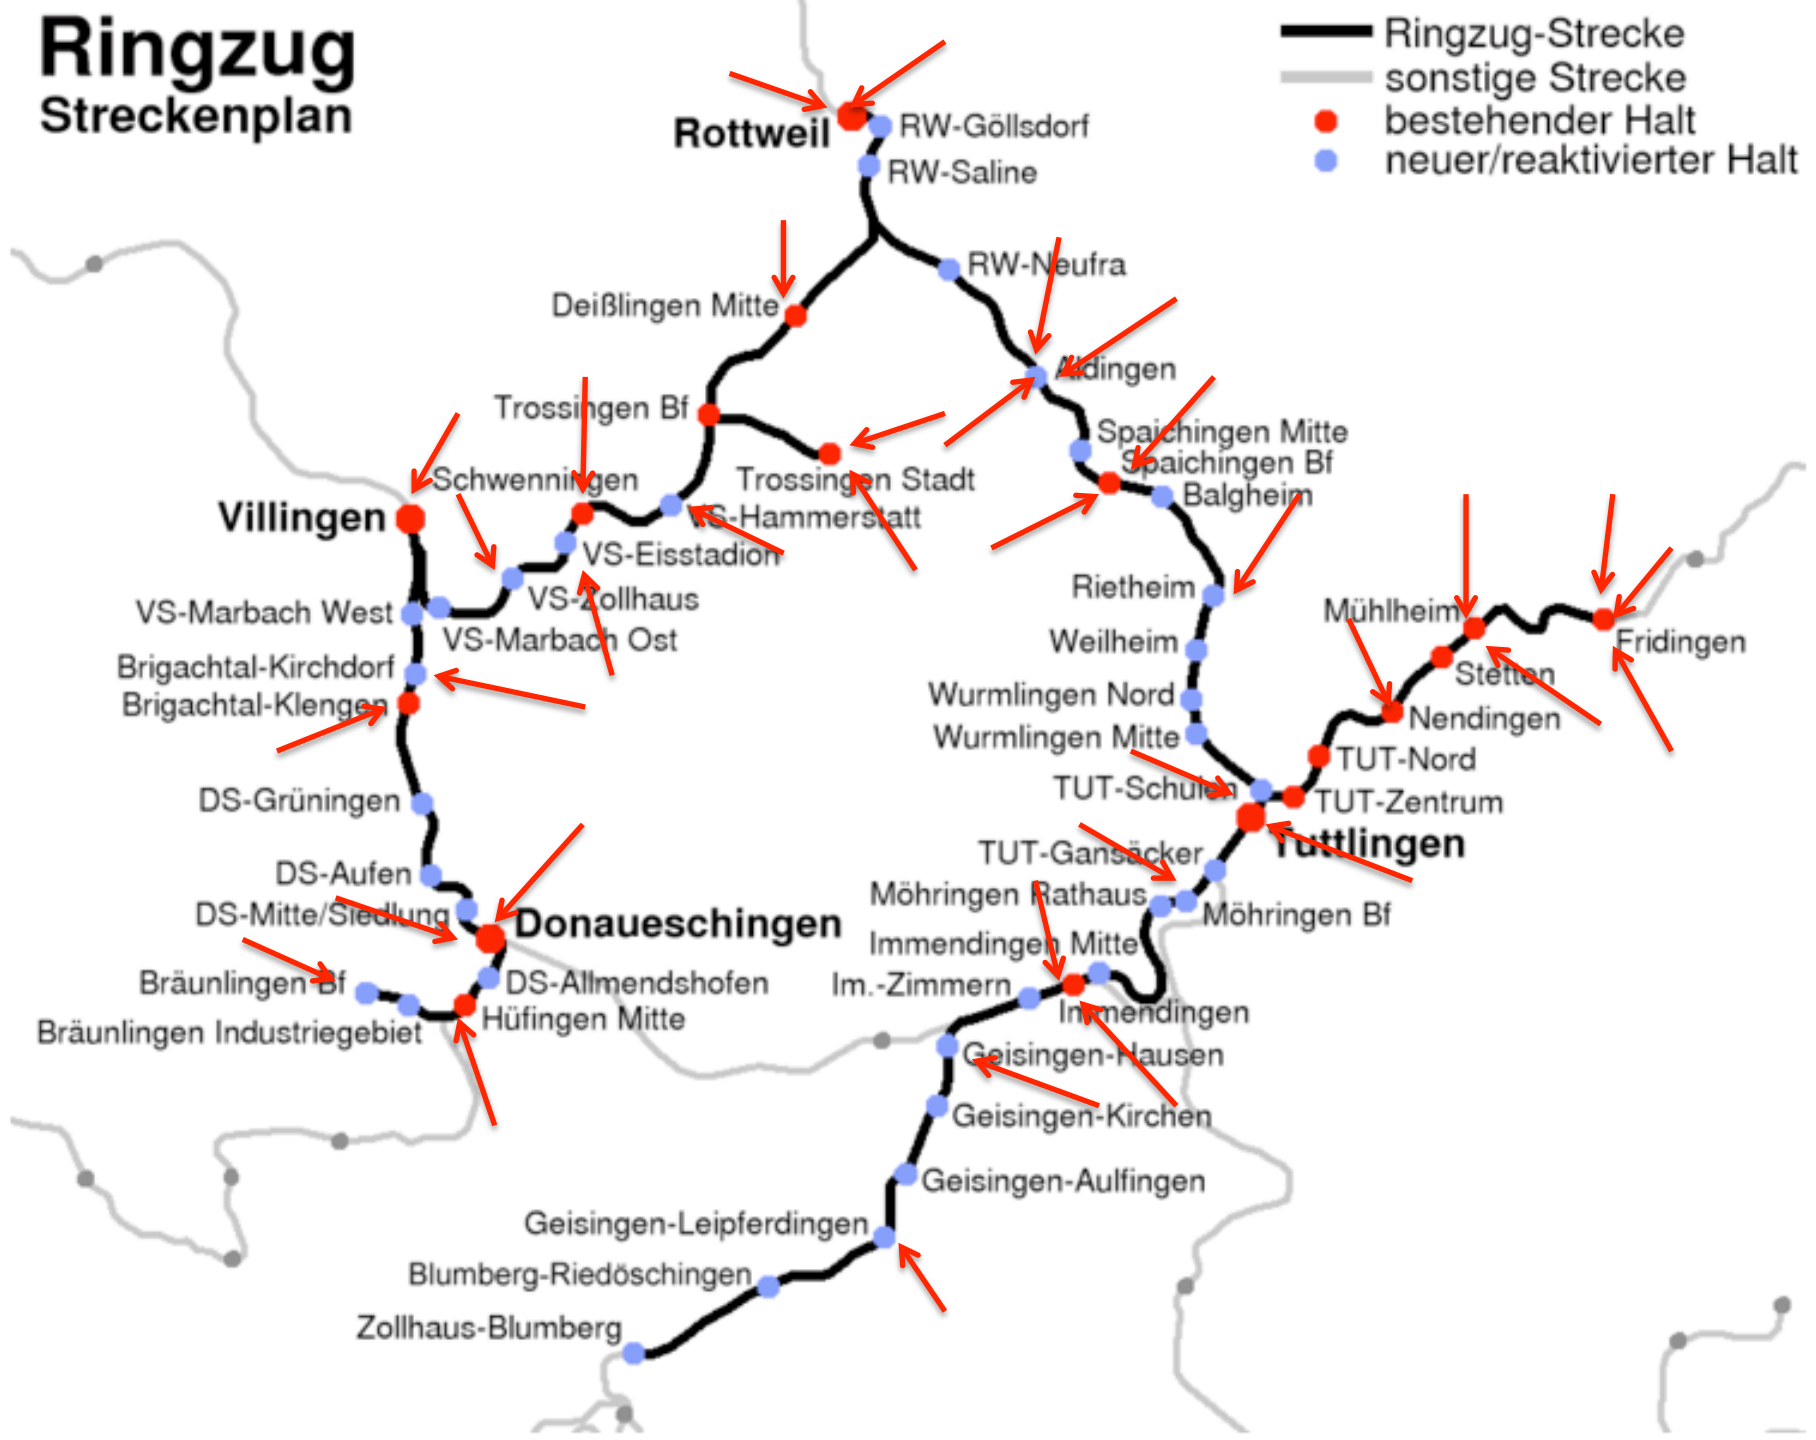 Ringzug
Streckenplan
Ringzug-Strecke
sonstige Strecke
bestehender Halt
neuer/reaktivierter Halt
Rottweil
RW-Göllsdorf
RW-Saline
RW-Neufra
Deißlingen Mitte
Aldingen
Trossingen Bf
Spaichingen Mitte
Spaichingen Bf
Schwenningen
Trossingen Stadt
Balgheim
Villingen
VS-Hammerstatt
VS-Eisstadion
Rietheim
VS-Zollhaus
VS-Marbach West
Mühlheim
VS-Marbach Ost
Weilheim
Fridingen
Brigachtal-Kirchdorf
Stetten
Wurmlingen Nord
Brigachtal-Klengen
Nendingen
Wurmlingen Mitte
TUT-Nord
TUT-Schulen
DS-Grüningen
TUT-Zentrum
Tuttlingen
TUT-Gansäcker
DS-Aufen
Möhringen Rathaus
DS-Mitte/Siedlung
Donaueschingen
Möhringen Bf
Immendingen Mitte
Bräunlingen Bf
DS-Allmendshofen
Im.-Zimmern
Immendingen
Hüfingen Mitte
Bräunlingen Industriegebiet
Geisingen-Hausen
Geisingen-Kirchen
Geisingen-Aulfingen
Geisingen-Leipferdingen
Blumberg-Riedöschingen
Zollhaus-Blumberg